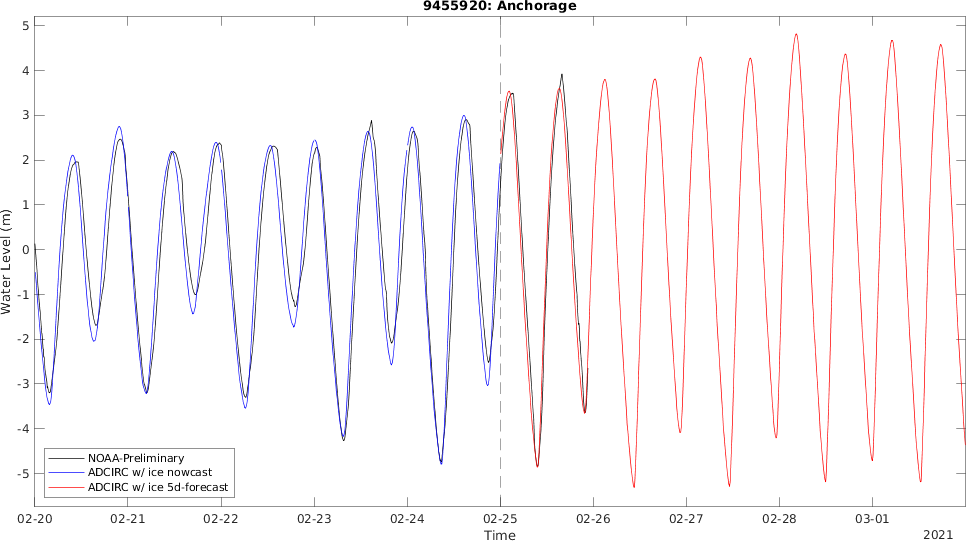 9455920: Anchorage
5
4
3
2
1
0
-1
-2
-3
-4
-5
Water Level (m)
NOAA-Preliminary
ADCIRC w/ ice nowcast
ADCIRC w/ ice 5d-forecast
02-20 02-21 02-22 02-23 02-24 02-25 02-26 02-27 02-28 03-01
Time
2021